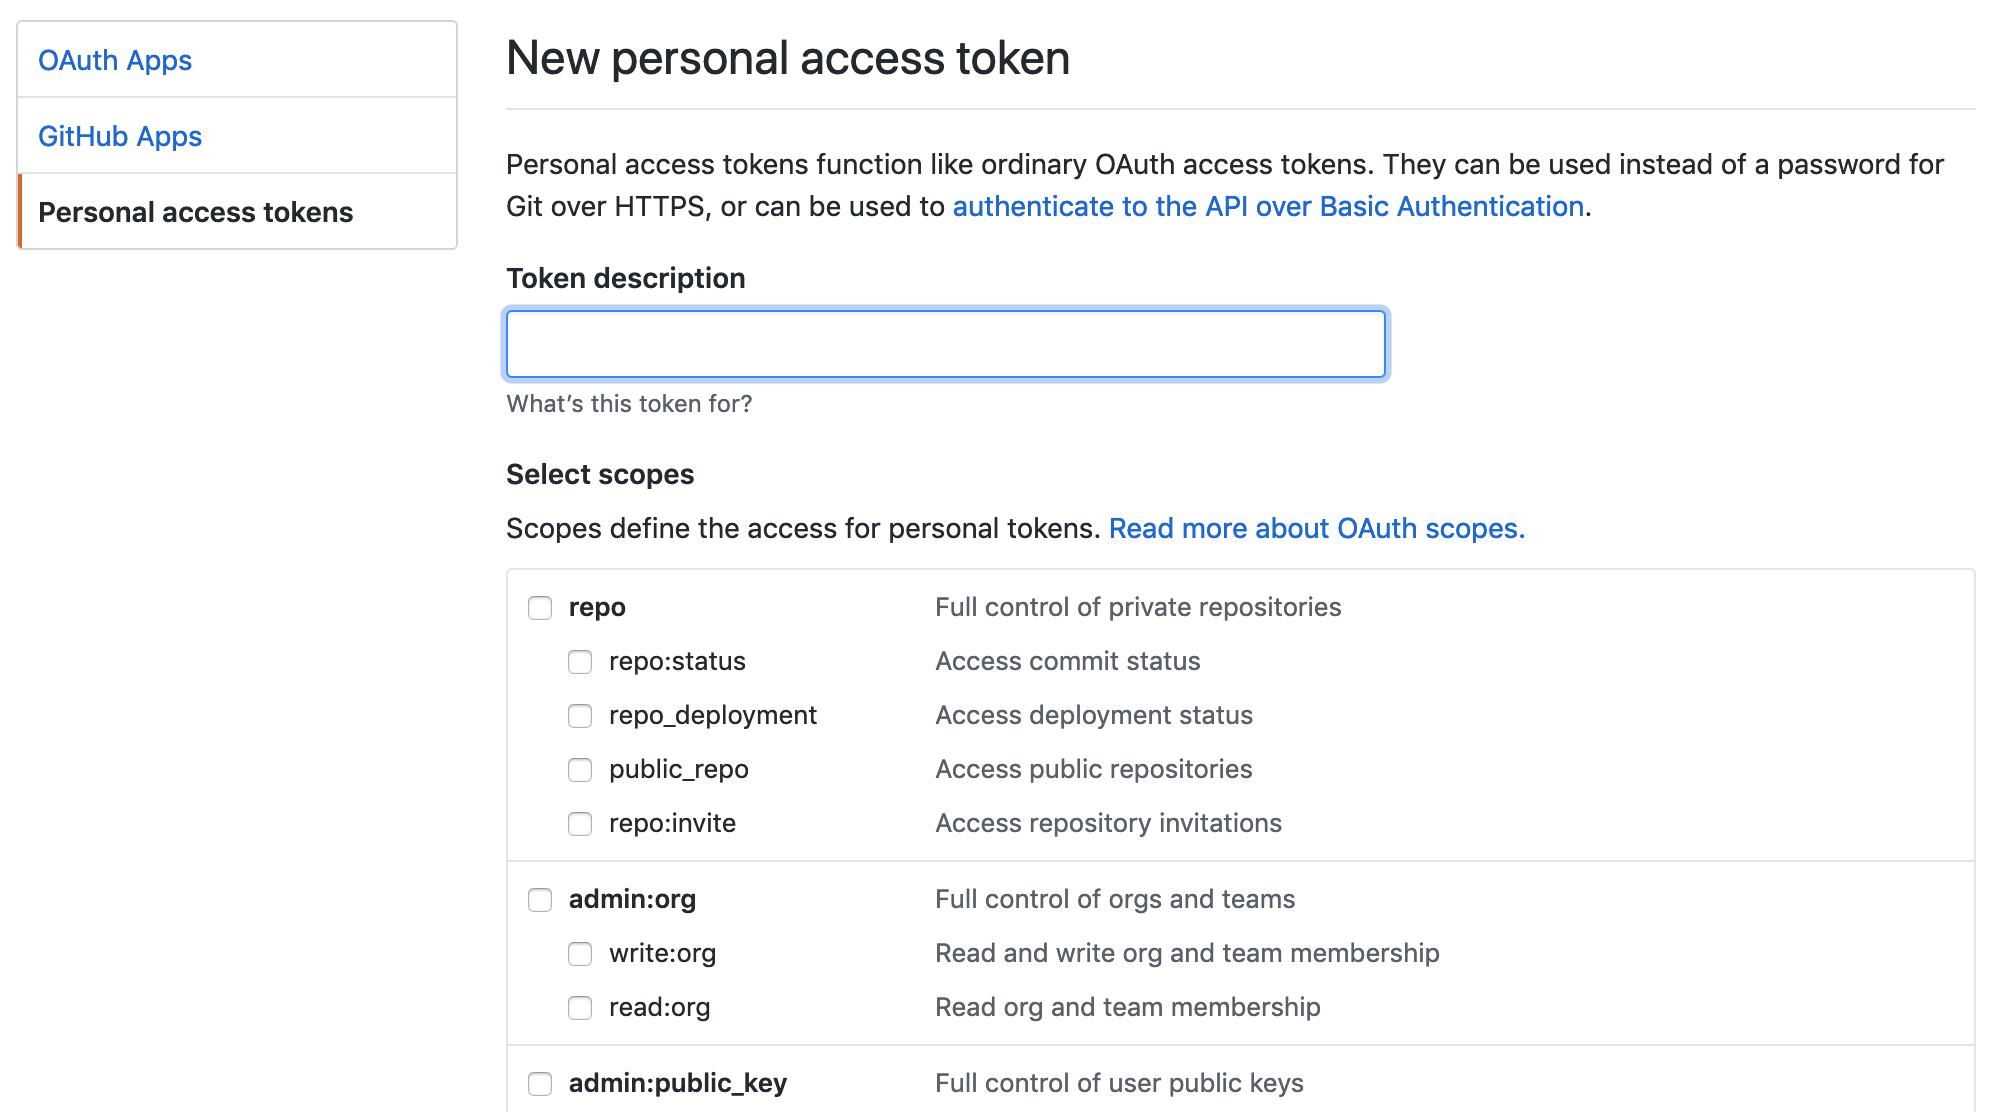 OAuth Apps
GitHub Apps
Personal access tokens
New personal access token
Personal access tokens function like ordinary OAuth access tokens. They can be used instead of a password for
Git over HTTPS, or can be used to authenticate to the API over Basic Authentication.
Token description
What’s this token for?
Select scopes
Scopes define the access for personal tokens. Read more about OAuth scopes.
repo Full control of private repositories
repo:status Access commit status
repo_deployment Access deployment status
public_repo Access public repositories
repo:invite Access repository invitations
admin:org Full control of orgs and teams
write:org Read and write org and team membership
read:org Read org and team membership
admin:public_key Full control of user public keys